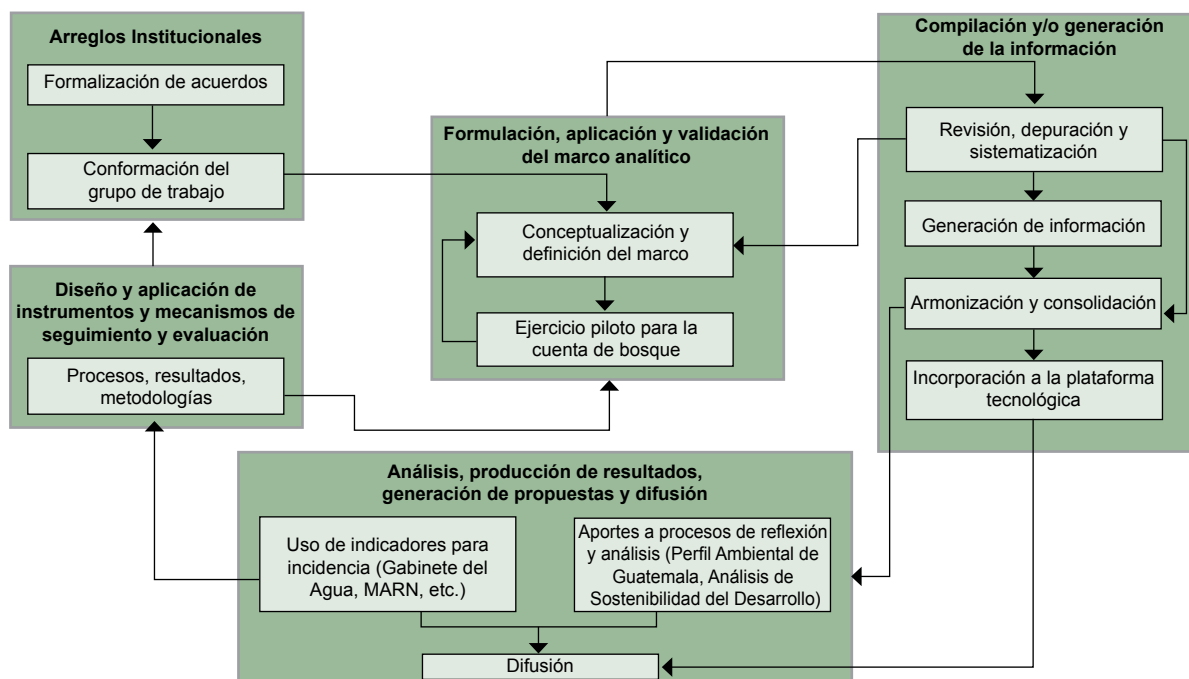 Arreglos Institucionales
Formalización de acuerdos
Conformación del
grupo de trabajo
Diseño y aplicación de
instrumentos y mecanismos de
seguimiento y evaluación
Procesos, resultados,
metodologías
Formulación, aplicación y validación
del marco analítico
Conceptualización y
definición del marco
Ejercicio piloto para la
cuenta de bosque
Compilación y/o generación
de la información
Revisión, depuración y
sistematización
Generación de información
Armonización y consolidación
Incorporación a la plataforma
tecnológica
Análisis, producción de resultados,
generación de propuestas y difusión
Uso de indicadores para
incidencia (Gabinete del
Agua, MARN, etc.)
Aportes a procesos de reflexión
y análisis (Perfil Ambiental de
Guatemala, Análisis de
Sostenibilidad del Desarrollo)
Difusión